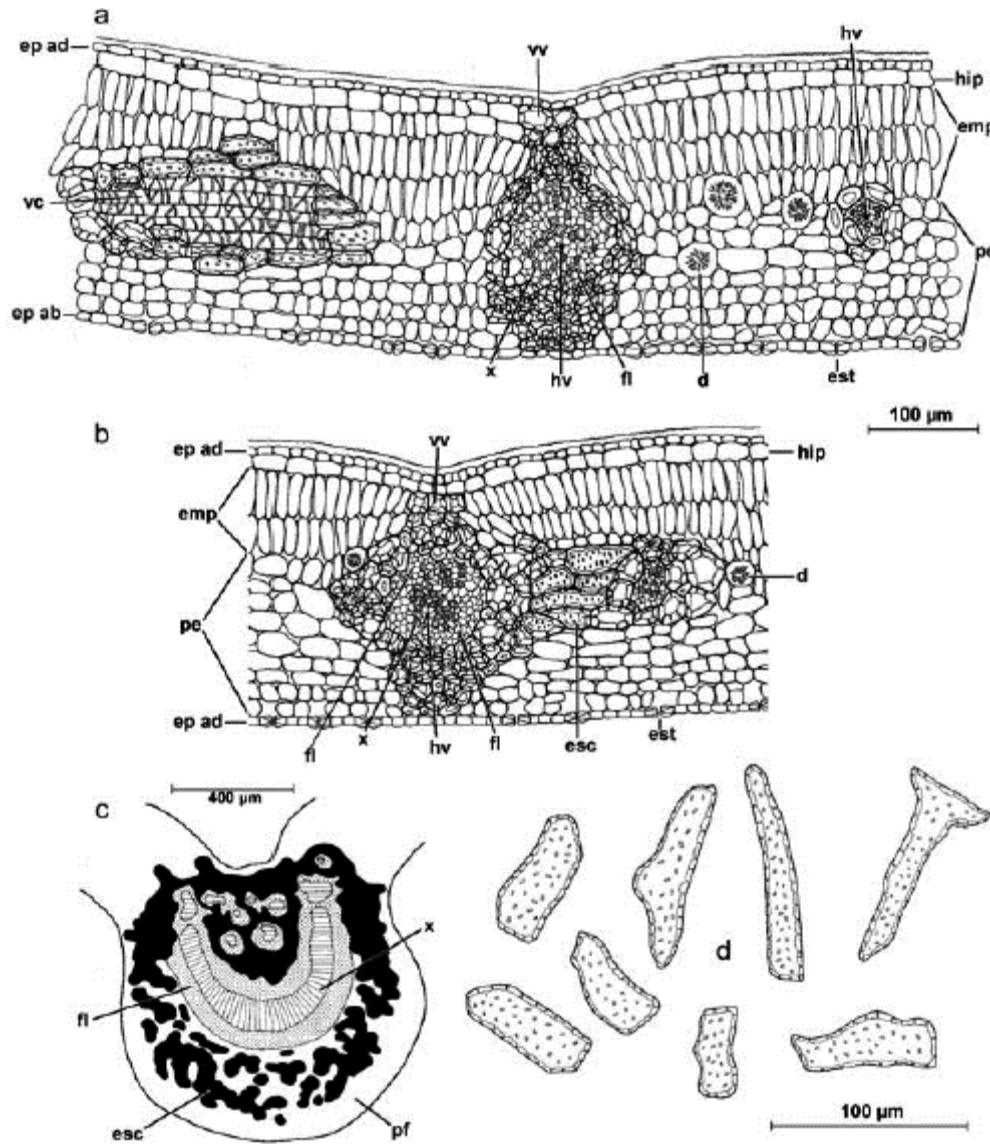 a
ep ad
vv
hv
hip
emp
vc
pe
ep ab
x
hv
fl
d
est
100 µm
b
ep ad
vv
hip
emp
d
pe
ep ad
fl
x
hv
fl
esc
est
c
400 µm
x
d
fl
esc
pf
100 µm